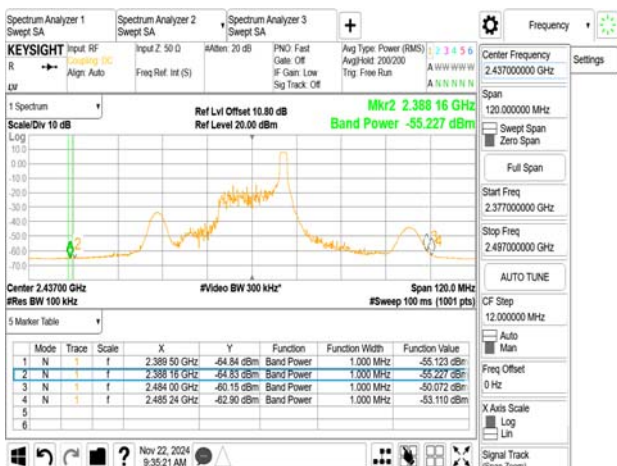 Spectrum Analyzer 1
Swept SA
Spectrum Analyzer 2
Swept SA
Spectrum Analyzer 3
Swept SA
+
Frequency
KEYSIGHT
Input: RF
Coupling: DC
Align: Auto
Input Z: 50 Ω
Freq Ref: Int (S)
#Atten: 20 dB
PNO: Fast
Gate: Off
IF Gain: Low
Sig Track: Off
Avg Type: Power (RMS)
Avg|Hold: 200/200
Trig: Free Run
1 2 3 4 5 6
A W W W W W
A N N N N N
R
1 Spectrum
Scale/Div 10 dB
Ref Lvl Offset 10.80 dB
Ref Level 20.00 dBm
Mkr2 2.388 16 GHz
Band Power -55.227 dBm
Log
10.0
0.00
-10.0
-20.0
-30.0
-40.0
-50.0
-60.0
-70.0
2
4
Center 2.43700 GHz
#Res BW 100 kHz
#Video BW 300 kHz*
Span 120.0 MHz
#Sweep 100 ms (1001 pts)
5 Marker Table
Mode Trace Scale X Y Function Function Width Function Value
1 N 1 f 2.389 50 GHz -64.84 dBm Band Power 1.000 MHz -55.123 dBm
2 N 1 f 2.388 16 GHz -64.83 dBm Band Power 1.000 MHz -55.227 dBm
3 N 1 f 2.484 00 GHz -60.15 dBm Band Power 1.000 MHz -50.072 dBm
4 N 1 f 2.485 24 GHz -62.90 dBm Band Power 1.000 MHz -53.110 dBm
5
6
?
Nov 22, 2024
9:35:21 AM
Center Frequency
2.437000000 GHz
Settings
Span
120.000000 MHz
Swept Span
Zero Span
Full Span
Start Freq
2.377000000 GHz
Stop Freq
2.497000000 GHz
AUTO TUNE
CF Step
12.000000 MHz
Auto
Man
Freq Offset
0 Hz
X Axis Scale
Log
Lin
Signal Track
(Span Zoom)